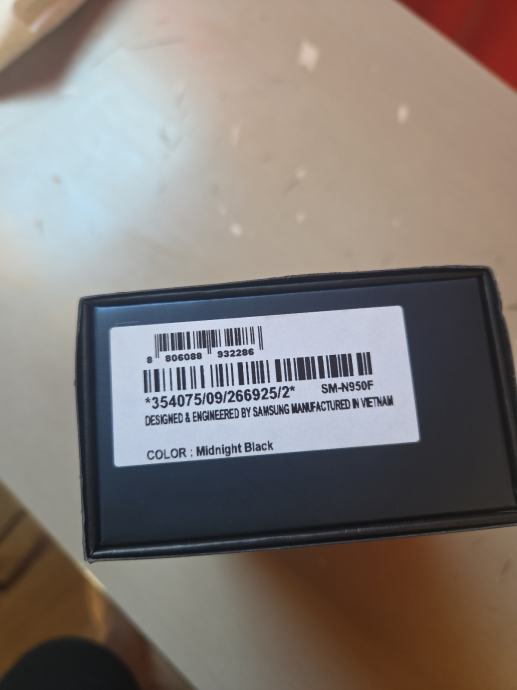 8 806088 932286
*354075/09/266925/2* SM-N950F
DESIGNED & ENGINEERED BY SAMSUNG MANUFACTURED IN VIETNAM
COLOR : Midnight Black